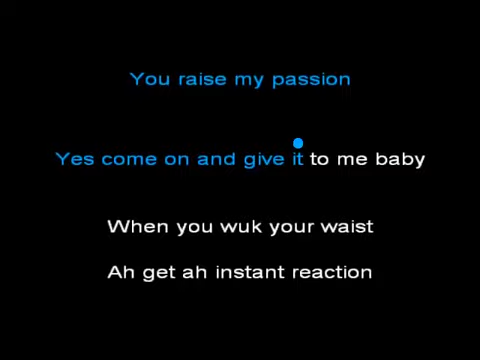 You raise my passion
Yes come on and give it to me baby
When you wuk your waist
Ah get ah instant reaction